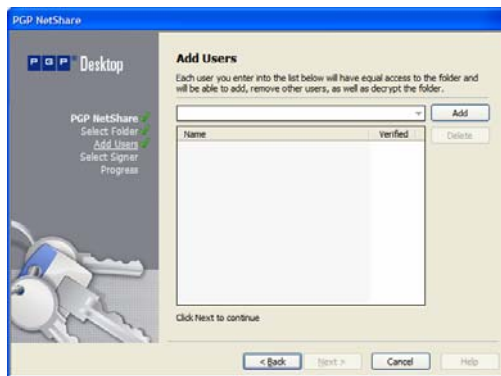 PGP NetShare
PGP Desktop
PGP NetShare
Select Folder
Add Users
Select Signer
Progress
Add Users
Each user you enter into the list below will have equal access to the folder and
will be able to add, remove other users, as well as decrypt the folder.
Add
Name Verified
Delete
Click Next to continue
< Back Next > Cancel Help